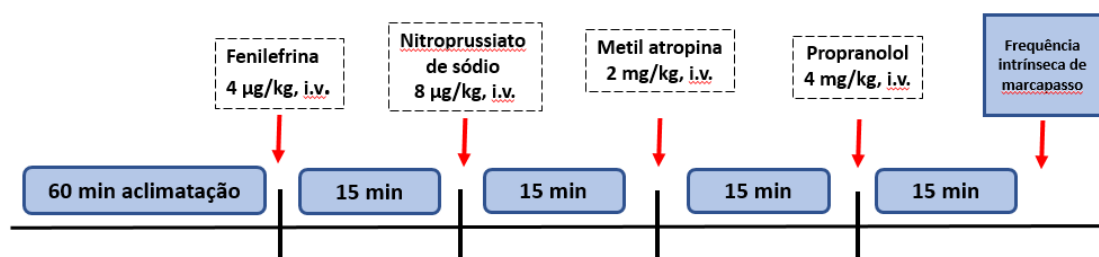 Fenilefrina
4 µg/kg, i.v.
Nitroprussiato
de sódio
8 µg/kg, i.v.
Metil atropina
2 mg/kg, i.v.
Propranolol
4 mg/kg, i.v.
Frequência
intrínseca de
marcapasso
60 min aclimatação
15 min
15 min
15 min
15 min